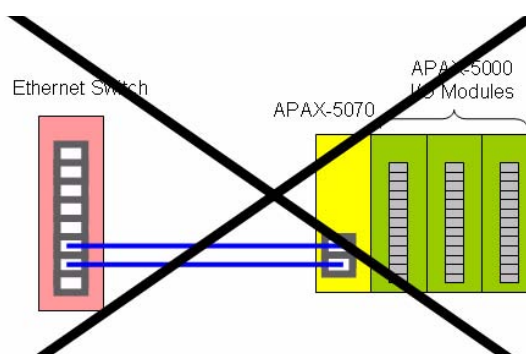 APAX-5000
I/O Modules
Ethernet Switch
APAX-5070